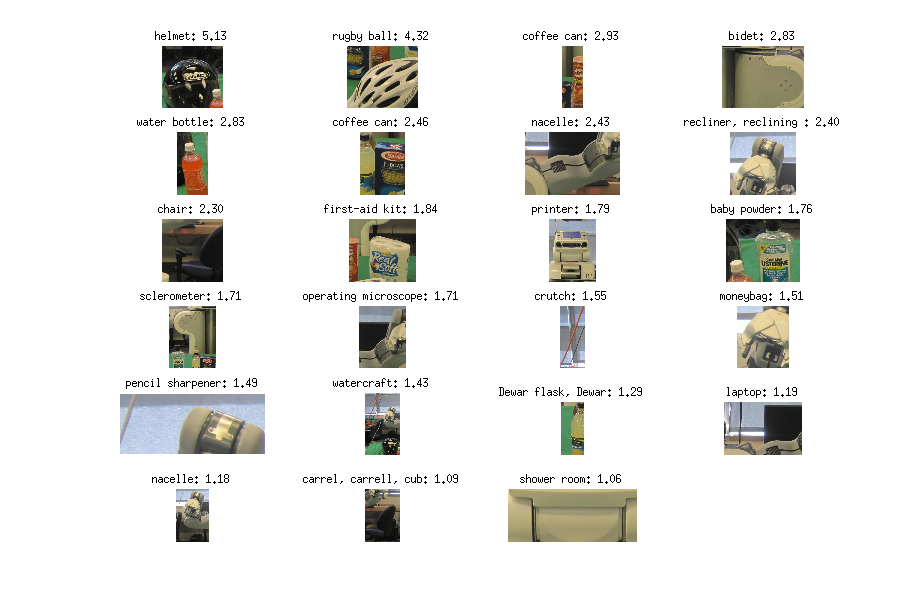 helmet: 5.13
rugby ball: 4.32
coffee can: 2.93
bidet: 2.83
water bottle: 2.83
coffee can: 2.46
nacelle: 2.43
recliner, reclining : 2.40
chair: 2.30
first-aid kit: 1.84
Real
Soft
printer: 1.79
baby powder: 1.76
LISTERINE
sclerometer: 1.71
operating microscope: 1.71
crutch: 1.55
moneybag: 1.51
pencil sharpener: 1.49
watercraft: 1.43
Dewar flask, Dewar: 1.29
laptop: 1.19
nacelle: 1.18
carrel, carrell, cub: 1.09
shower room: 1.06